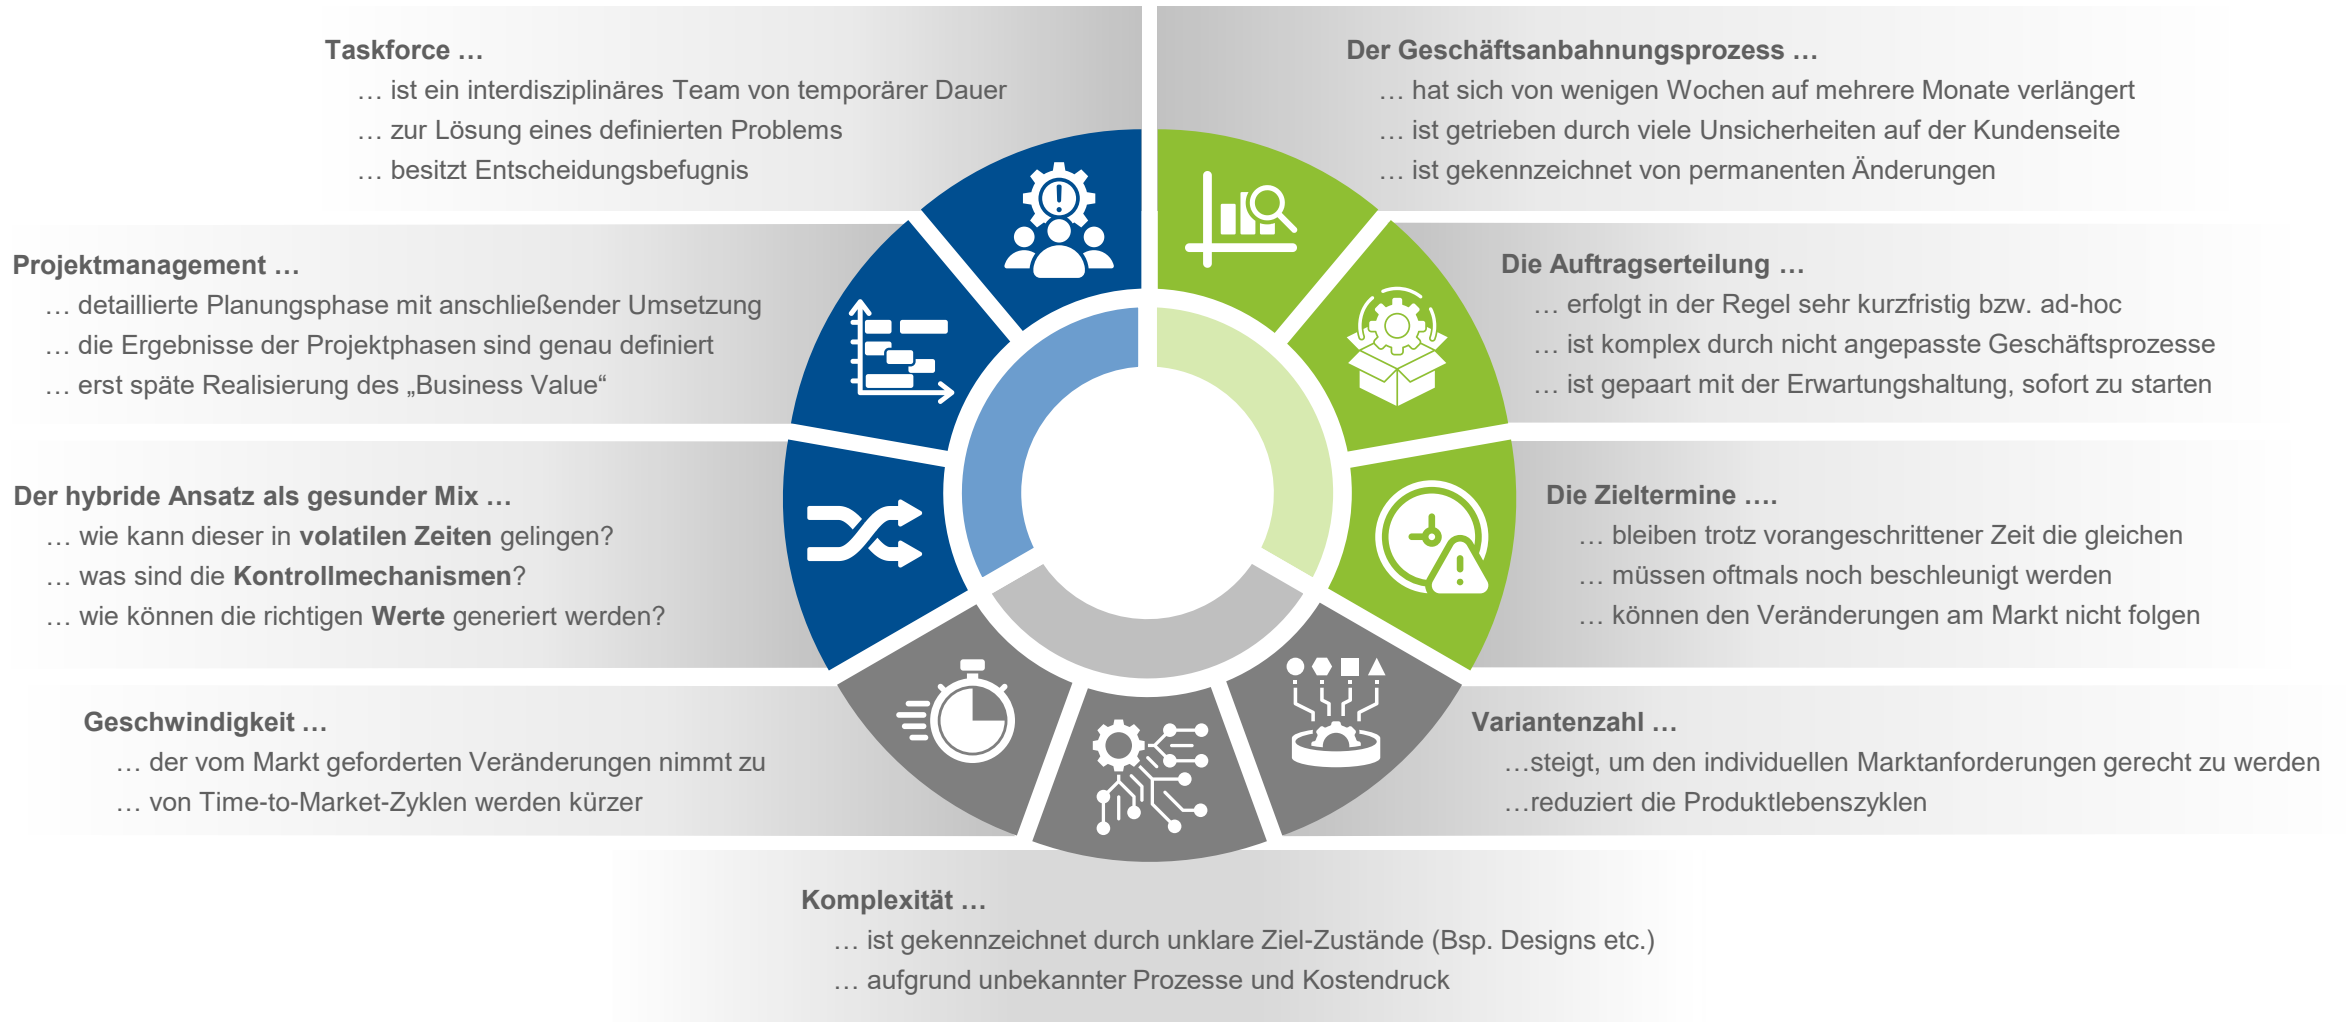 Taskforce …
… ist ein interdisziplinäres Team von temporärer Dauer
… zur Lösung eines definierten Problems
… besitzt Entscheidungsbefugnis
Der Geschäftsanbahnungsprozess …
… hat sich von wenigen Wochen auf mehrere Monate verlängert
… ist getrieben durch viele Unsicherheiten auf der Kundenseite
… ist gekennzeichnet von permanenten Änderungen
Projektmanagement …
… detaillierte Planungsphase mit anschließender Umsetzung
… die Ergebnisse der Projektphasen sind genau definiert
… erst späte Realisierung des „Business Value“
Die Auftragserteilung …
… erfolgt in der Regel sehr kurzfristig bzw. ad-hoc
… ist komplex durch nicht angepasste Geschäftsprozesse
… ist gepaart mit der Erwartungshaltung, sofort zu starten
Der hybride Ansatz als gesunder Mix …
… wie kann dieser in volatilen Zeiten gelingen?
… was sind die Kontrollmechanismen?
… wie können die richtigen Werte generiert werden?
Die Zieltermine ….
… bleiben trotz vorangeschrittener Zeit die gleichen
… müssen oftmals noch beschleunigt werden
… können den Veränderungen am Markt nicht folgen
Geschwindigkeit …
… der vom Markt geforderten Veränderungen nimmt zu
… von Time-to-Market-Zyklen werden kürzer
Variantenzahl …
…steigt, um den individuellen Marktanforderungen gerecht zu werden
…reduziert die Produktlebenszyklen
Komplexität …
… ist gekennzeichnet durch unklare Ziel-Zustände (Bsp. Designs etc.)
… aufgrund unbekannter Prozesse und Kostendruck